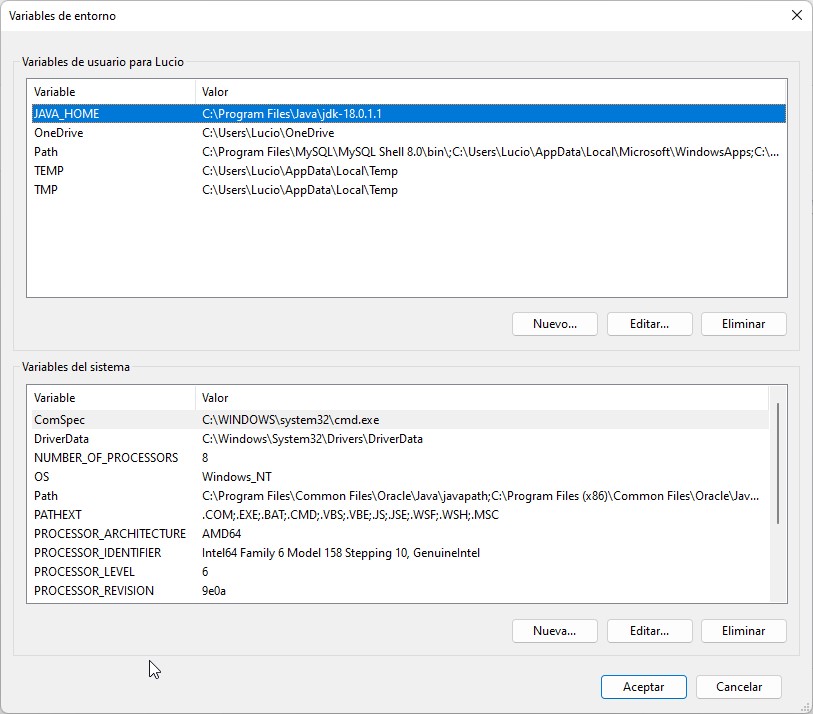 Variables de entorno
Variables de usuario para Lucio
Variable Valor
JAVA_HOME C:\Program Files\Java\jdk-18.0.1.1
OneDrive C:\Users\Lucio\OneDrive
Path C:\Program Files\MySQL\MySQL Shell 8.0\bin\;C:\Users\Lucio\AppData\Local\Microsoft\WindowsApps;C:\...
TEMP C:\Users\Lucio\AppData\Local\Temp
TMP C:\Users\Lucio\AppData\Local\Temp
Nuevo... Editar... Eliminar
Variables del sistema
Variable Valor
ComSpec C:\WINDOWS\system32\cmd.exe
DriverData C:\Windows\System32\Drivers\DriverData
NUMBER_OF_PROCESSORS 8
OS Windows_NT
Path C:\Program Files\Common Files\Oracle\Java\javapath;C:\Program Files (x86)\Common Files\Oracle\Jav...
PATHEXT .COM;.EXE;.BAT;.CMD;.VBS;.VBE;.JS;.JSE;.WSF;.WSH;.MSC
PROCESSOR_ARCHITECTURE AMD64
PROCESSOR_IDENTIFIER Intel64 Family 6 Model 158 Stepping 10, GenuineIntel
PROCESSOR_LEVEL 6
PROCESSOR_REVISION 9e0a
Nueva... Editar... Eliminar
Aceptar Cancelar